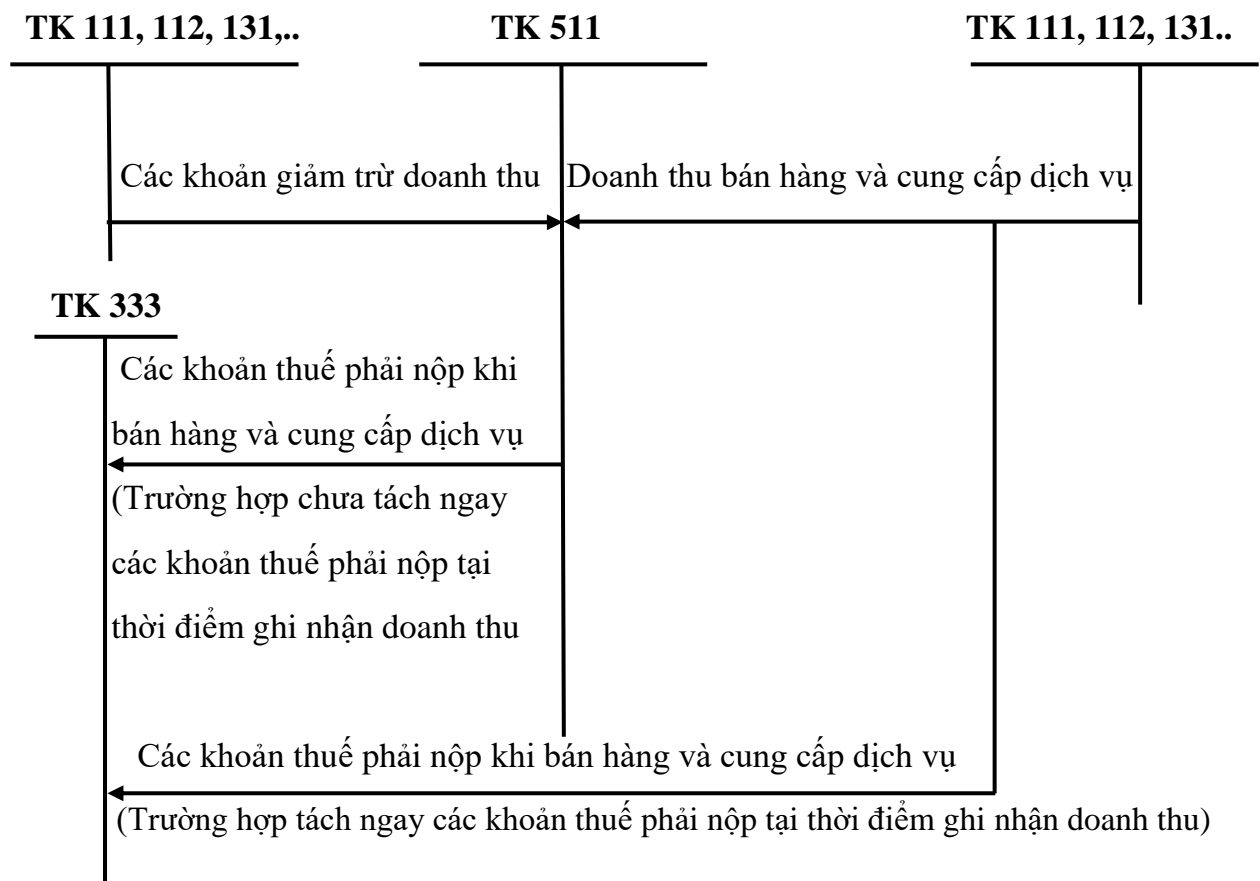 TK 111, 112, 131,..
TK 511
TK 111, 112, 131..
Các khoản giảm trừ doanh thu
Doanh thu bán hàng và cung cấp dịch vụ
TK 333
Các khoản thuế phải nộp khi
bán hàng và cung cấp dịch vụ
(Trường hợp chưa tách ngay
các khoản thuế phải nộp tại
thời điểm ghi nhận doanh thu
Các khoản thuế phải nộp khi bán hàng và cung cấp dịch vụ
(Trường hợp tách ngay các khoản thuế phải nộp tại thời điểm ghi nhận doanh thu)